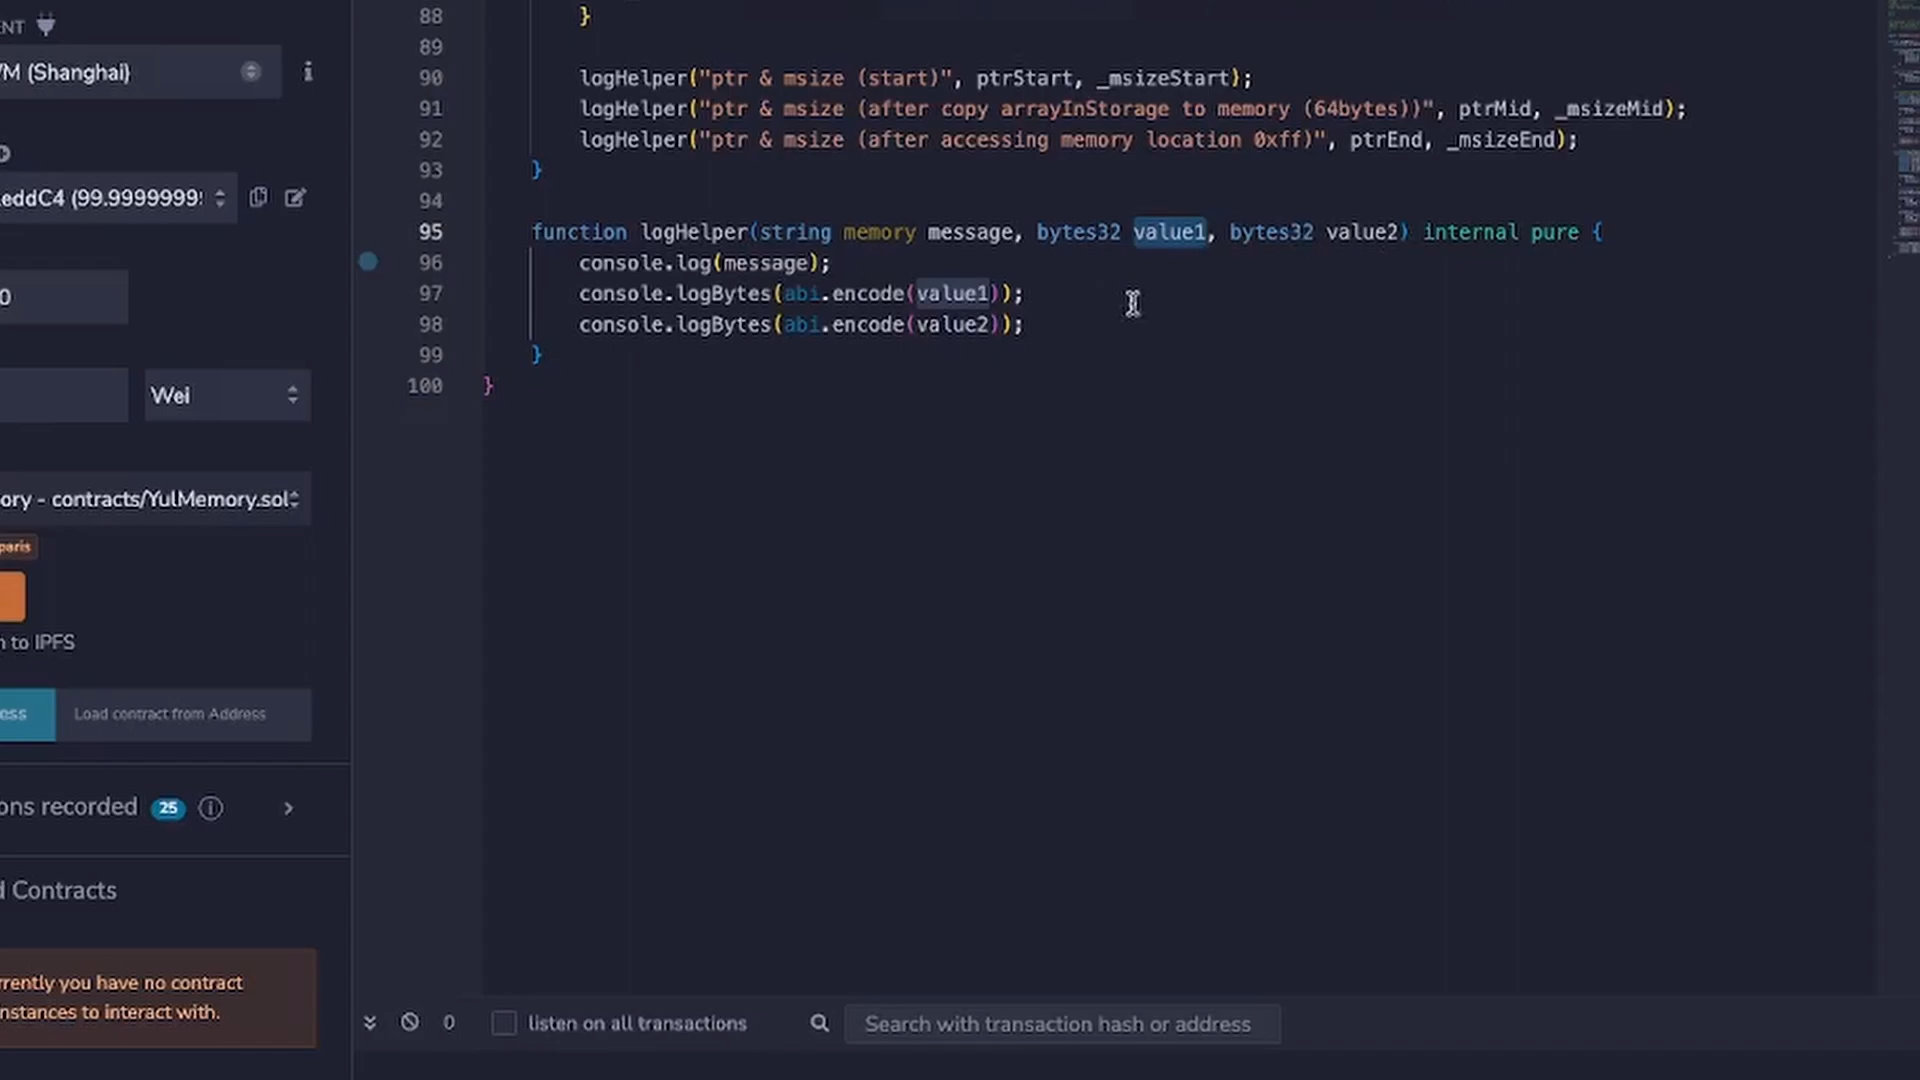 ENT
VM (Shanghai)
eddC4 (99.9999999
0
Wei
ory - contracts/YulMemory.sol
paris
n to IPFS
ess
Load contract from Address
ons recorded 25
d Contracts
rrently you have no contract
nstances to interact with.
88 }
89
90 logHelper("ptr & msize (start)", ptrStart, _msizeStart);
91 logHelper("ptr & msize (after copy arrayInStorage to memory (64bytes))", ptrMid, _msizeMid);
92 logHelper("ptr & msize (after accessing memory location 0xff)", ptrEnd, _msizeEnd);
93 }
94
95 function logHelper(string memory message, bytes32 value1, bytes32 value2) internal pure {
96 console.log(message);
97 console.logBytes(abi.encode(value1));
98 console.logBytes(abi.encode(value2));
99 }
100 }
0 listen on all transactions Search with transaction hash or address